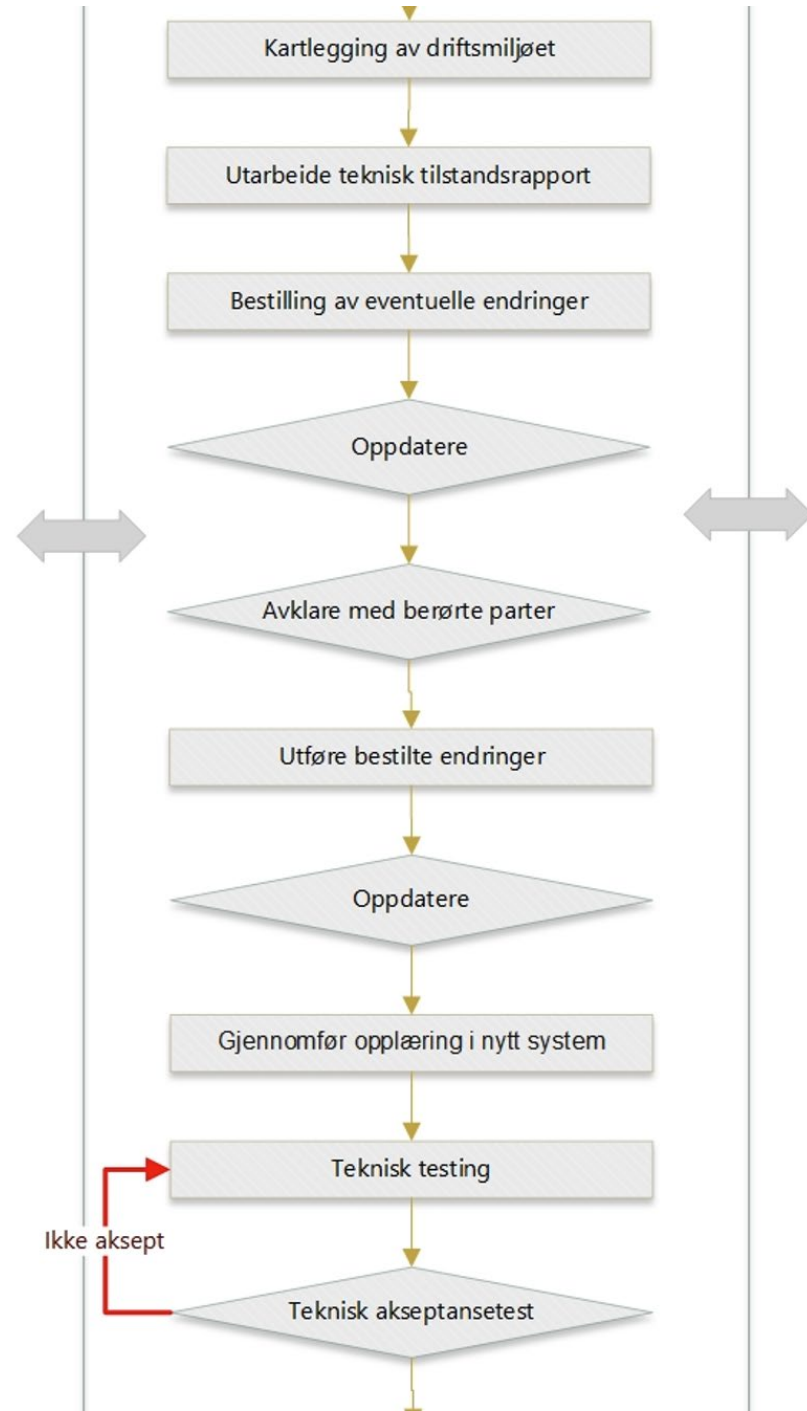 Kartlegging av driftsmiljøet
Utarbeide teknisk tilstandsrapport
Bestilling av eventuelle endringer
Oppdatere
Avklare med berørte parter
Utføre bestilte endringer
Oppdatere
Gjennomfør opplæring i nytt system
Teknisk testing
Ikke aksept
Teknisk akseptansetest